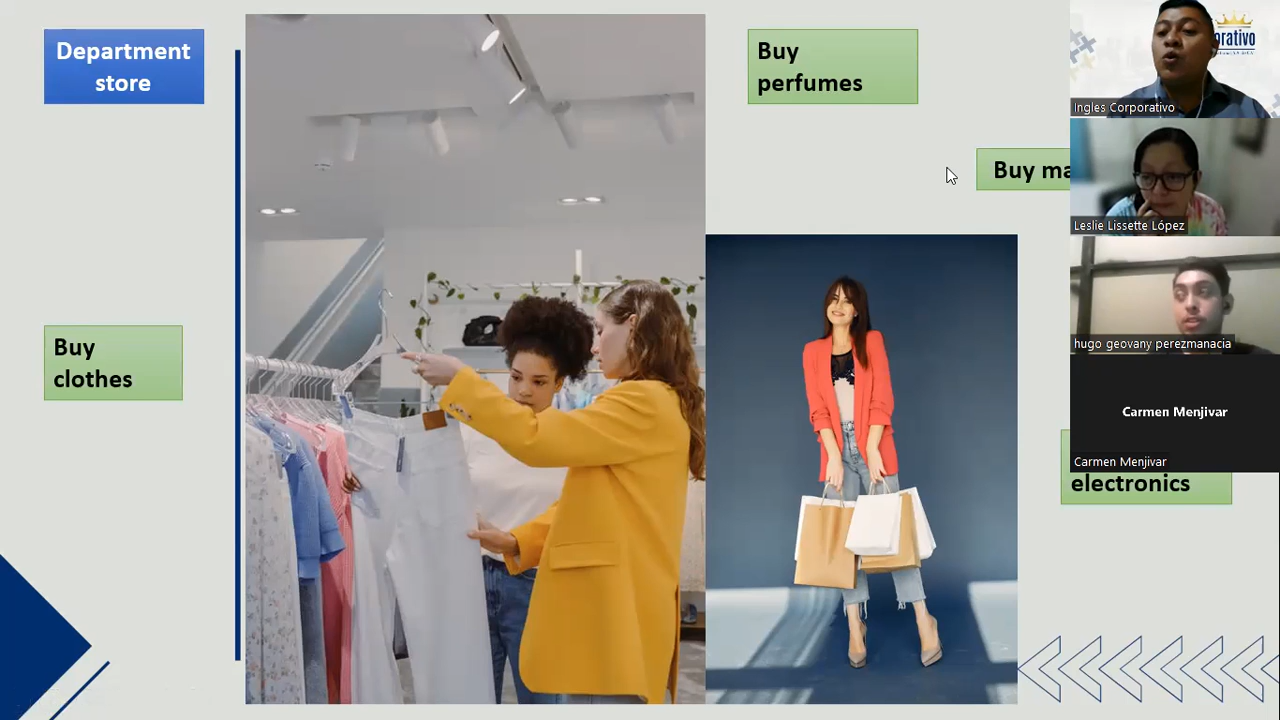 Department
store
Buy
perfumes
Buy
Buy
clothes
electronics
Ingles Corporativo
Leslie Lissette López
hugo geovany perezmanacia
Carmen Menjivar
Carmen Menjivar